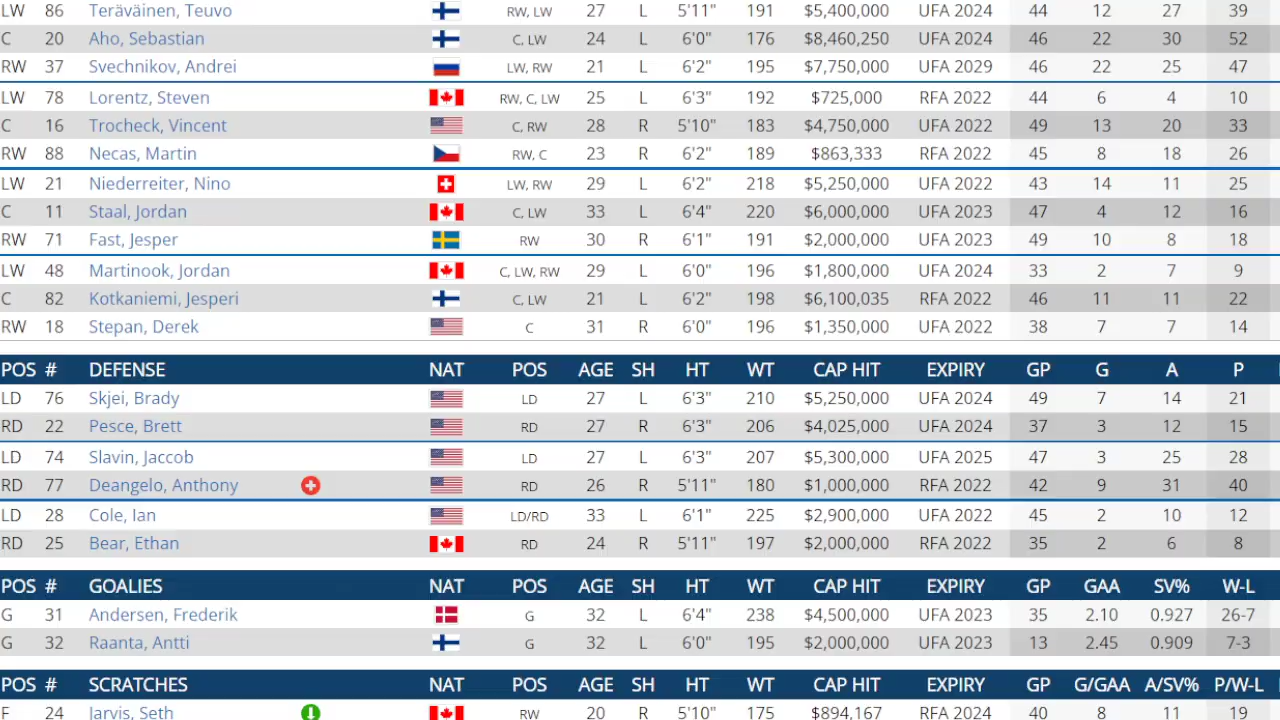 LW 86 Teräväinen, Teuvo RW, LW 27 L 5'11" 191 $5,400,000 UFA 2024 44 12 27 39
C 20 Aho, Sebastian C, LW 24 L 6'0" 176 $8,460,250 UFA 2024 46 22 30 52
RW 37 Svechnikov, Andrei LW, RW 21 L 6'2" 195 $7,750,000 UFA 2029 46 22 25 47
LW 78 Lorentz, Steven RW, C, LW 25 L 6'3" 192 $725,000 RFA 2022 44 6 4 10
C 16 Trocheck, Vincent C, RW 28 R 5'10" 183 $4,750,000 UFA 2022 49 13 20 33
RW 88 Necas, Martin RW, C 23 R 6'2" 189 $863,333 RFA 2022 45 8 18 26
LW 21 Niederreiter, Nino LW, RW 29 L 6'2" 218 $5,250,000 UFA 2022 43 14 11 25
C 11 Staal, Jordan C, LW 33 L 6'4" 220 $6,000,000 UFA 2023 47 4 12 16
RW 71 Fast, Jesper RW 30 R 6'1" 191 $2,000,000 UFA 2023 49 10 8 18
LW 48 Martinook, Jordan C, LW, RW 29 L 6'0" 196 $1,800,000 UFA 2024 33 2 7 9
C 82 Kotkaniemi, Jesperi C, LW 21 L 6'2" 198 $6,100,035 RFA 2022 46 11 11 22
RW 18 Stepan, Derek C 31 R 6'0" 196 $1,350,000 UFA 2022 38 7 7 14
POS # DEFENSE NAT POS AGE SH HT WT CAP HIT EXPIRY GP G A P
LD 76 Skjei, Brady LD 27 L 6'3" 210 $5,250,000 UFA 2024 49 7 14 21
RD 22 Pesce, Brett RD 27 R 6'3" 206 $4,025,000 UFA 2024 37 3 12 15
LD 74 Slavin, Jaccob LD 27 L 6'3" 207 $5,300,000 UFA 2025 47 3 25 28
RD 77 Deangelo, Anthony RD 26 R 5'11" 180 $1,000,000 RFA 2022 42 9 31 40
LD 28 Cole, Ian LD/RD 33 L 6'1" 225 $2,900,000 UFA 2022 45 2 10 12
RD 25 Bear, Ethan RD 24 R 5'11" 197 $2,000,000 RFA 2022 35 2 6 8
POS # GOALIES NAT POS AGE SH HT WT CAP HIT EXPIRY GP GAA SV% W-L
G 31 Andersen, Frederik G 32 L 6'4" 238 $4,500,000 UFA 2023 35 2.10 0.927 26-7
G 32 Raanta, Antti G 32 L 6'0" 195 $2,000,000 UFA 2023 13 2.45 0.909 7-3
POS # SCRATCHES NAT POS AGE SH HT WT CAP HIT EXPIRY GP G/GAA A/SV% P/W-L
F 24 Jarvis, Seth RW 20 R 5'10" 175 $894,167 RFA 2024 40 8 11 19